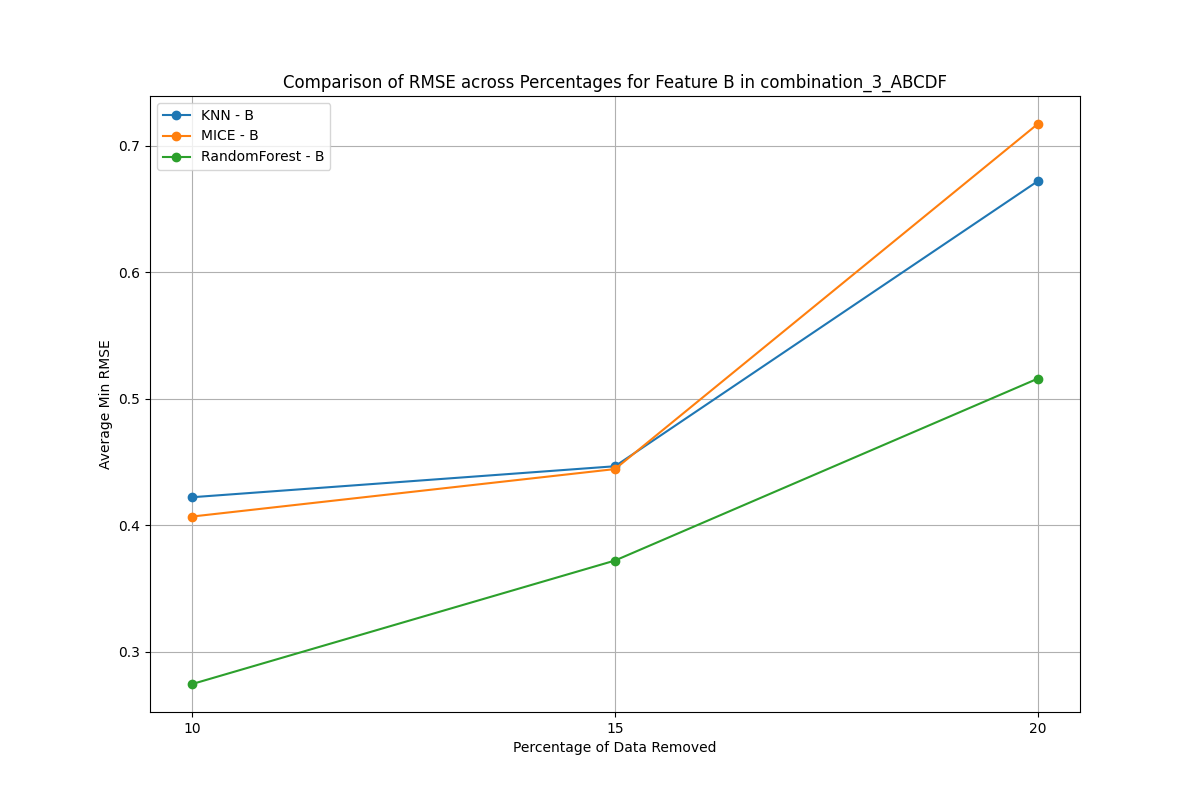 Comparison of RMSE across Percentages for Feature B in combination_3_ABCDF
KNN - B
MICE - B
RandomForest - B
0.7
0.6
0.5
0.4
0.3
Average Min RMSE
10
15
20
Percentage of Data Removed